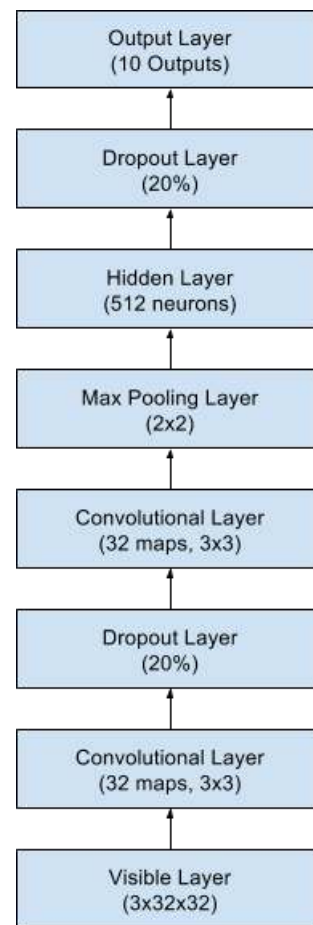 Output Layer
(10 Outputs)
Dropout Layer
(20%)
Hidden Layer
(512 neurons)
Max Pooling Layer
(2x2)
Convolutional Layer
(32 maps, 3x3)
Dropout Layer
(20%)
Convolutional Layer
(32 maps, 3x3)
Visible Layer
(3x32x32)